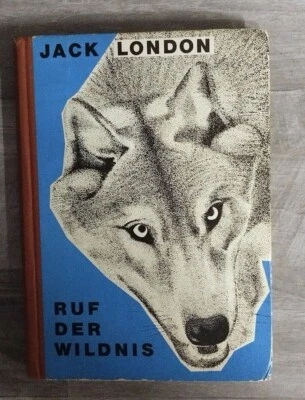 JACK LONDON
RUF
DER
WILDNIS